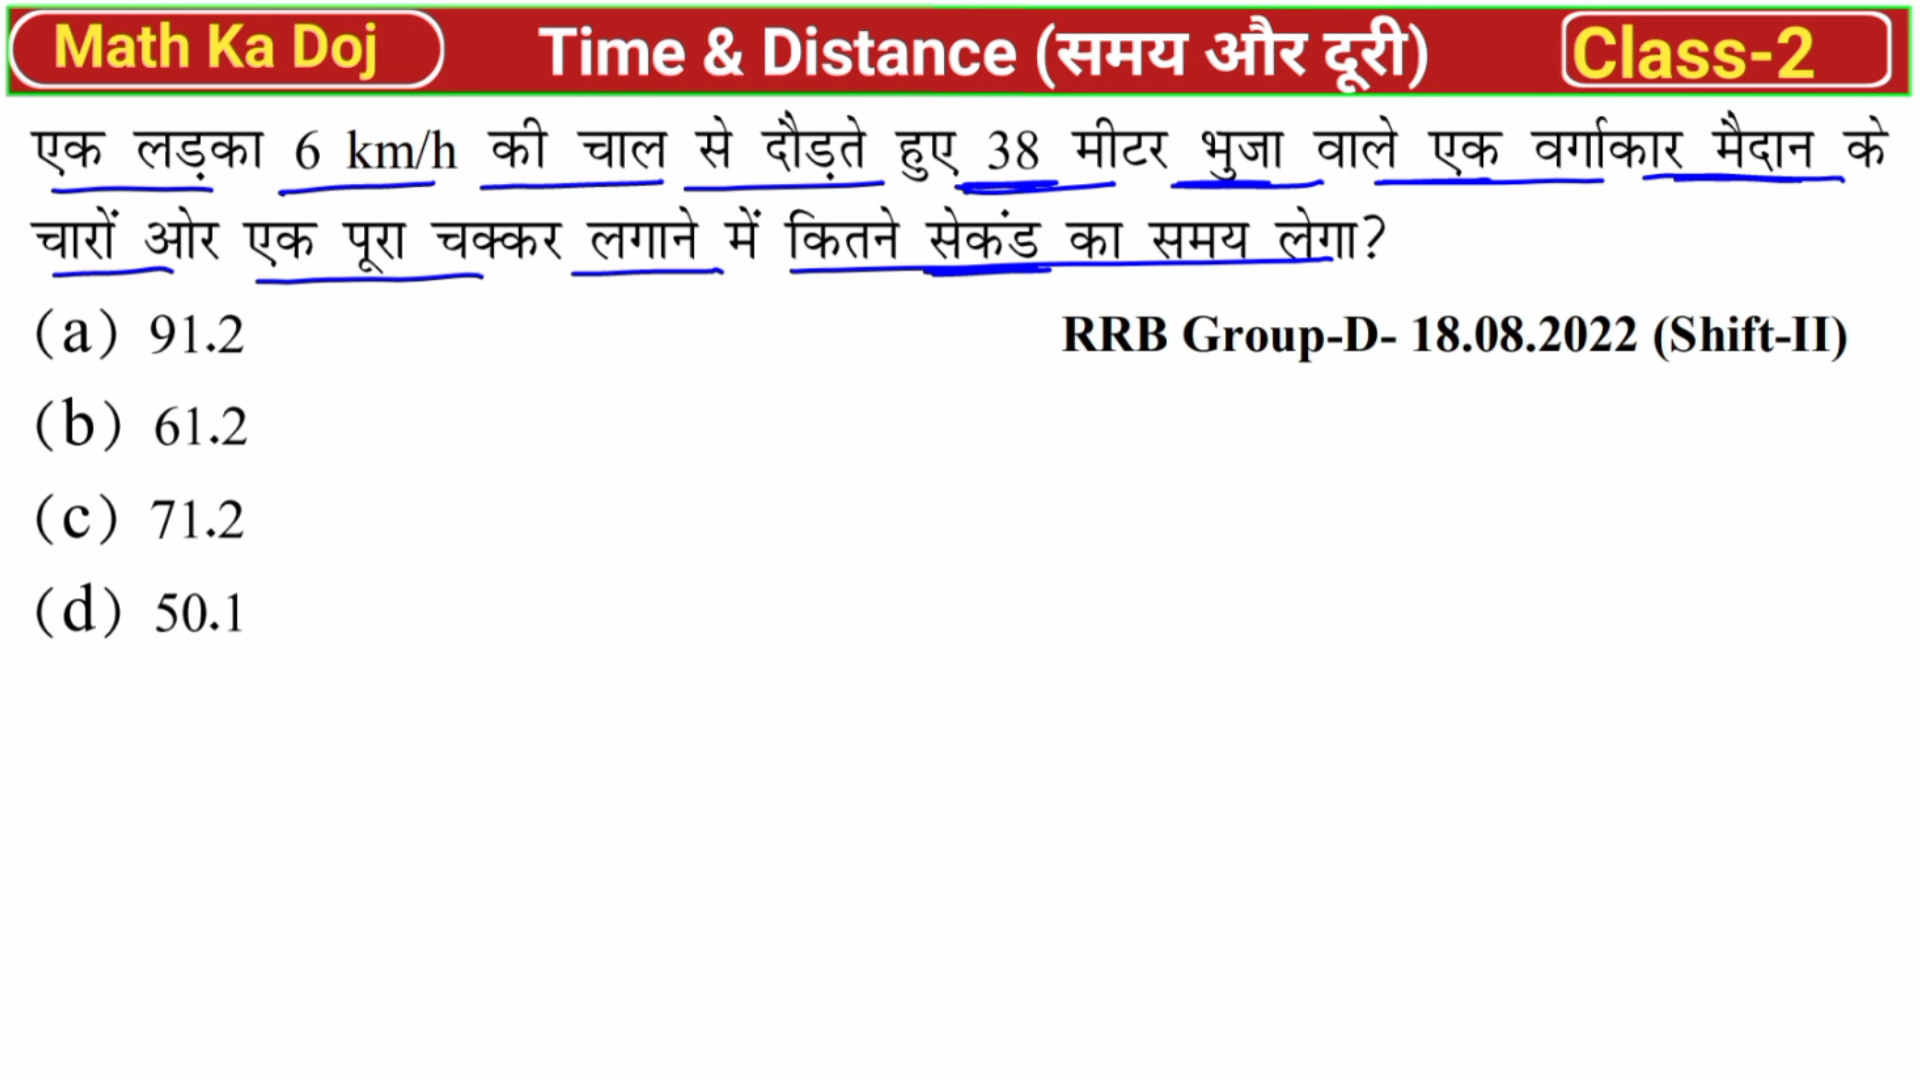 Math Ka Doj
Time & Distance (समय और दूरी)
Class-2
एक लड़का 6 km/h की चाल से दौड़ते हुए 38 मीटर भुजा वाले एक वर्गाकार मैदान के
चारों ओर एक पूरा चक्कर लगाने में कितने सेकंड का समय लेगा?
(a) 91.2
RRB Group-D- 18.08.2022 (Shift-II)
(b) 61.2
(c) 71.2
(d) 50.1